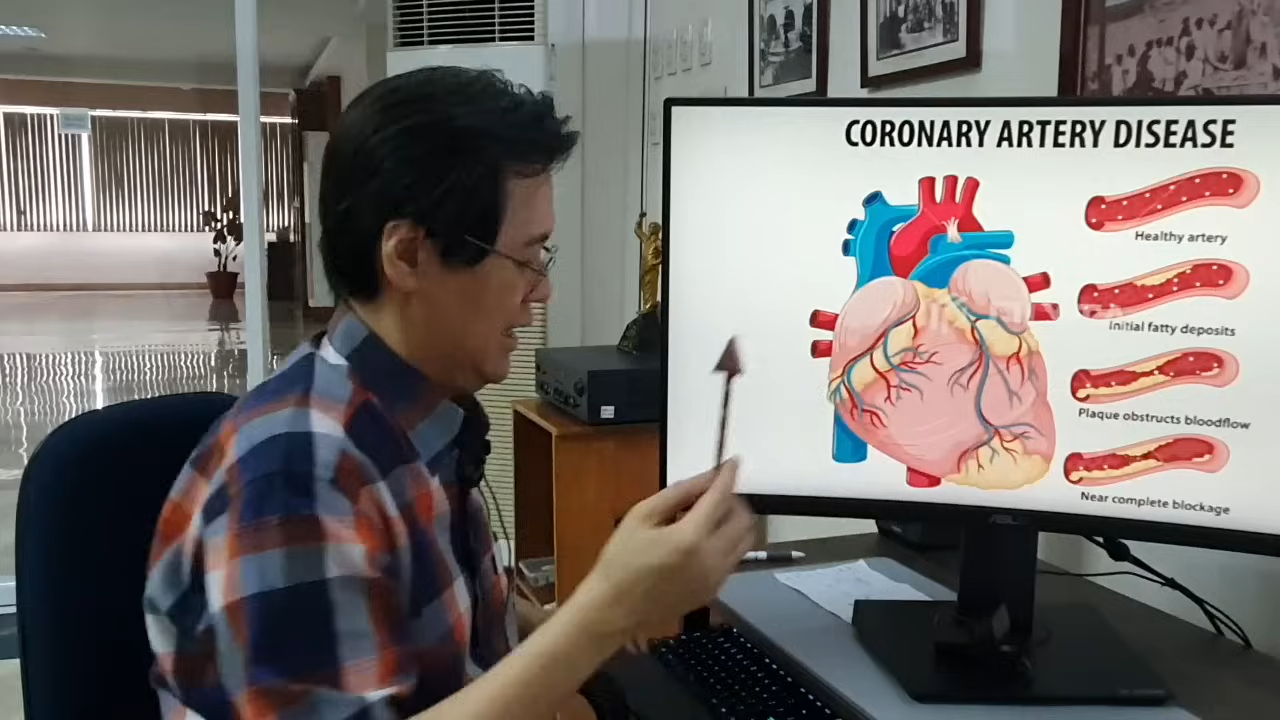 CORONARY ARTERY DISEASE
Healthy artery
Initial fatty deposits
Plaque obstructs bloodflow
Near complete blockage